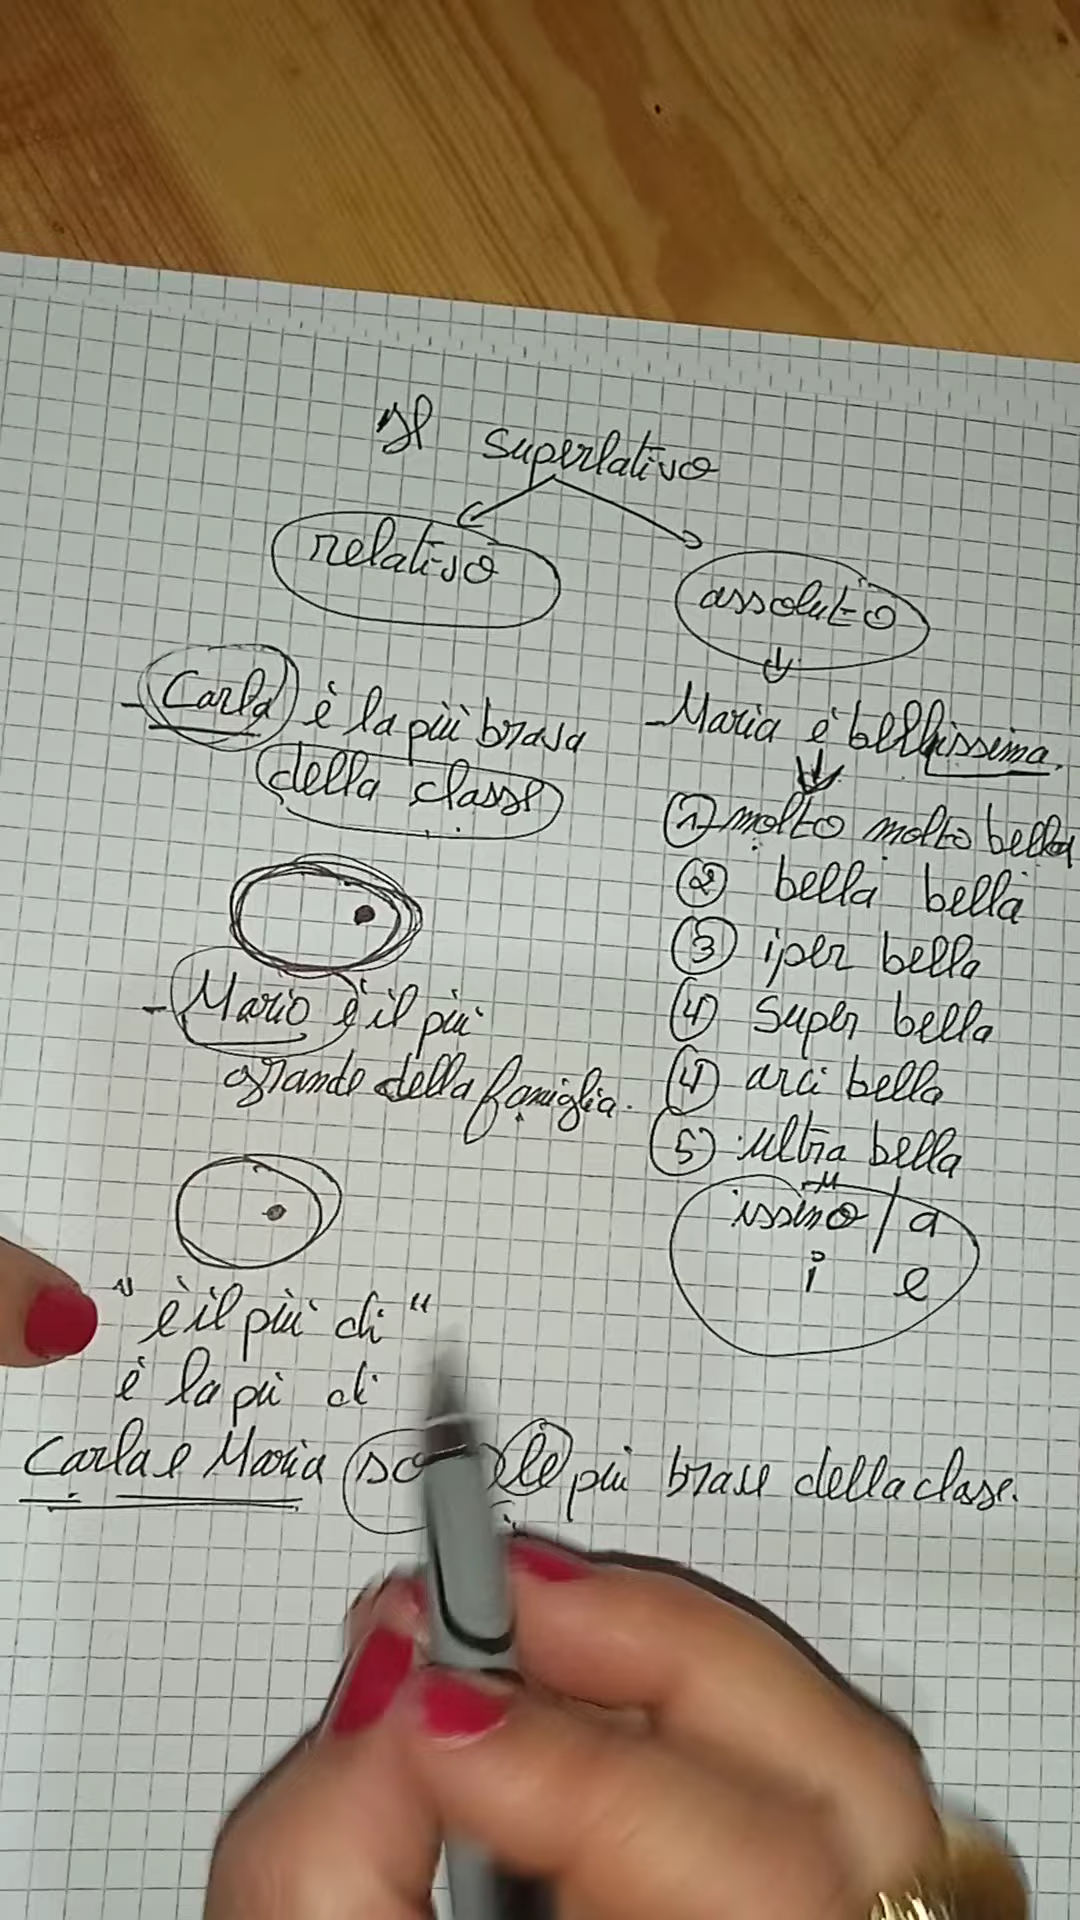 Il superlativo
relativo
assoluto
- Carla è la più brava
della classe
- Mario è il più
grande della famiglia.
"è il più di"
è la più di
- Maria è bellissima.
① molto molto bella
② bella bella
③ iper bella
④ super bella
④ arci bella
⑤ ultra bella
issimo / a
i e
Carla e Maria le più brave della classe.